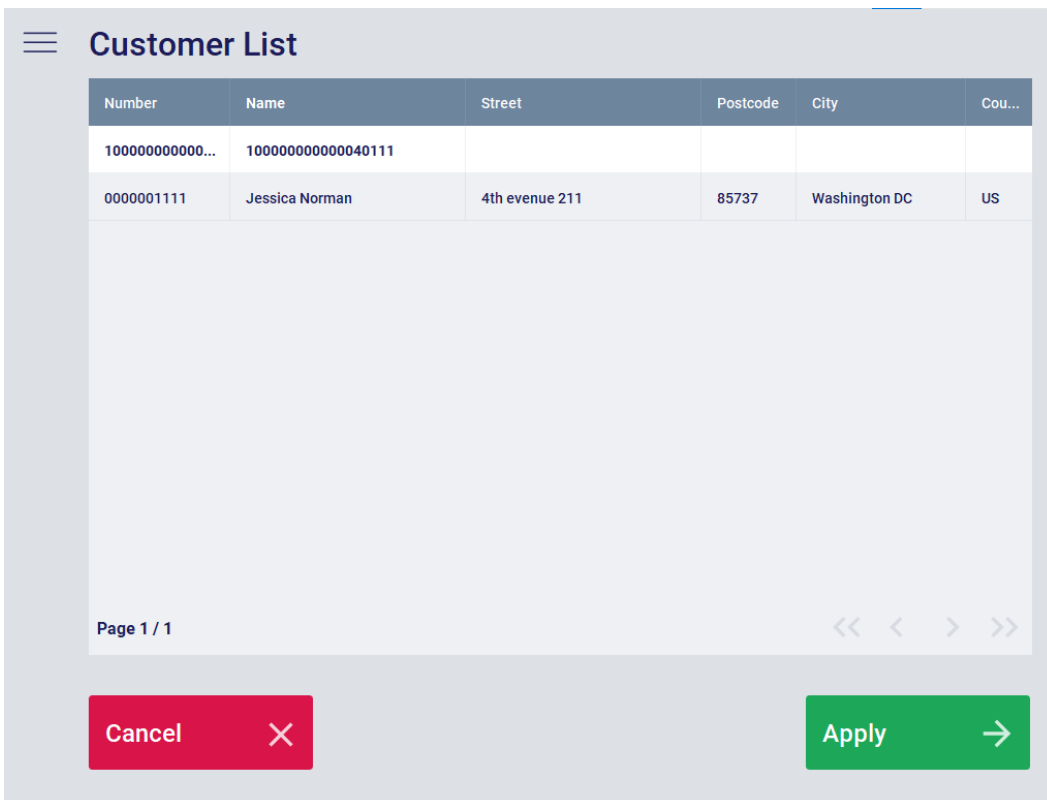 Customer List
Number Name Street Postcode City Cou...
100000000000... 100000000000040111
0000001111 Jessica Norman 4th evenue 211 85737 Washington DC US
Page 1 / 1
Cancel Apply